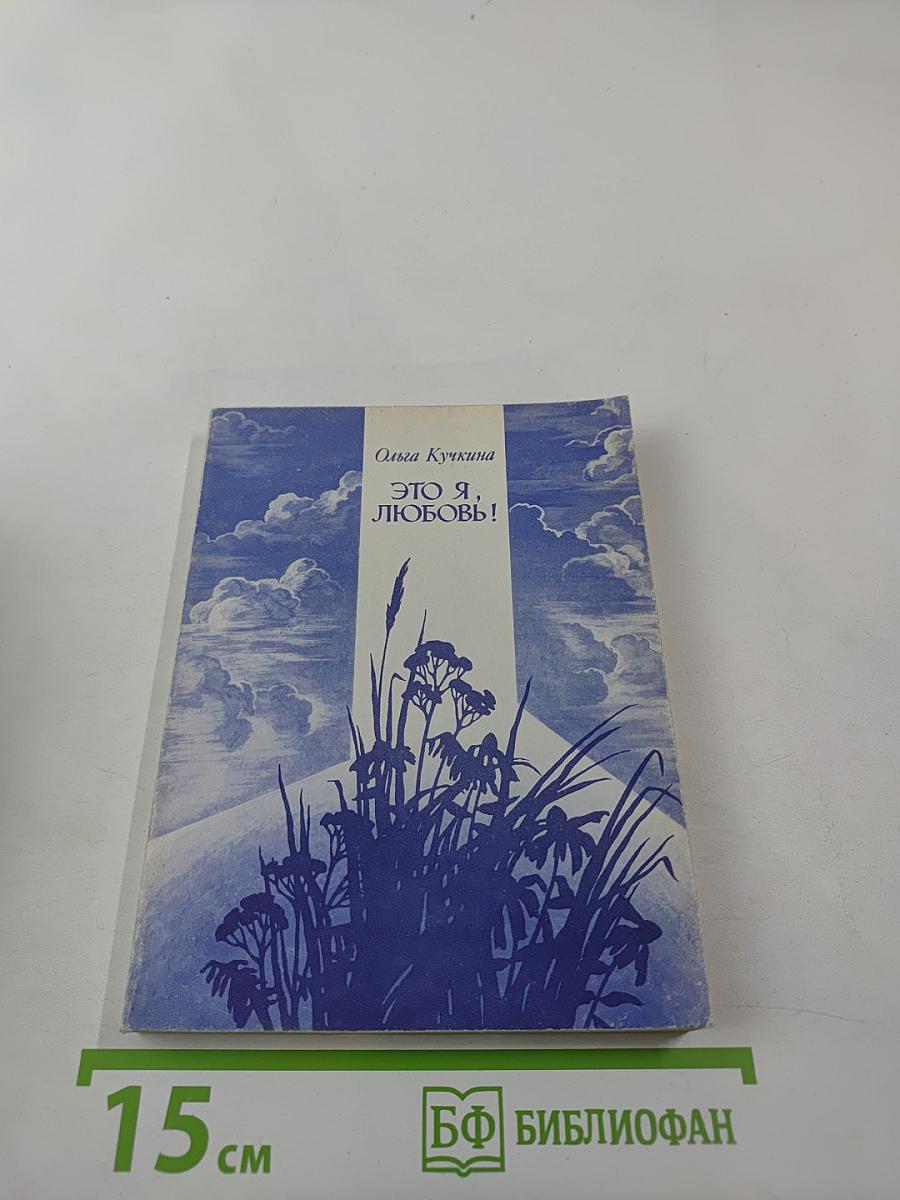 Ольга Кучкина
ЭТО Я,
ЛЮБОВЬ!
15 см
БФ БИБЛИОФАН